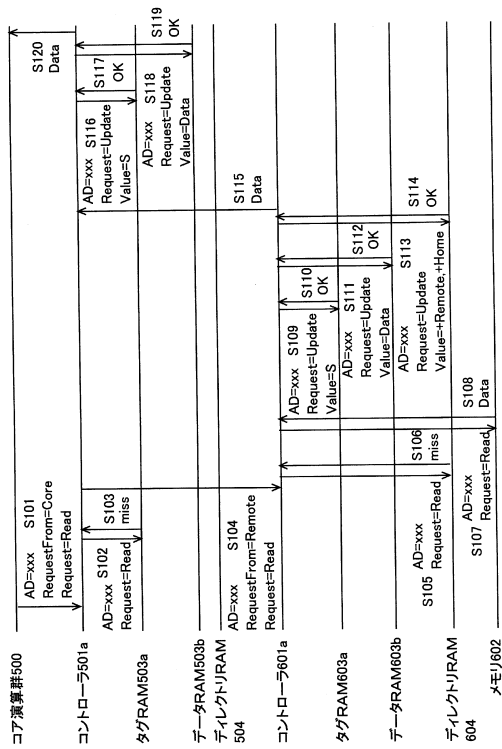 コア演算群500
コントローラ501a
タグRAM503a
データRAM503b
ディレクトリRAM
504
コントローラ601a
タグRAM603a
データRAM603b
ディレクトリRAM
604
メモリ602
AD=xxx S101
RequestFrom=Core
Request=Read
AD=xxx S102
Request=Read
S103
miss
AD=xxx S104
RequestFrom=Remote
Request=Read
S105
AD=xxx
Request=Read
S106
miss
S107
AD=xxx
Request=Read
S108
Data
AD=xxx S109
Request=Update
Value=S
S110
OK
AD=xxx S111
Request=Update
Value=Data
S112
OK
AD=xxx S113
Request=Update
Value=+Remote,+Home
S114
OK
S115
Data
AD=xxx S116
Request=Update
Value=S
S117
OK
AD=xxx S118
Request=Update
Value=Data
S119
OK
S120
Data